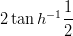 2 tan h⁻¹ 1/2